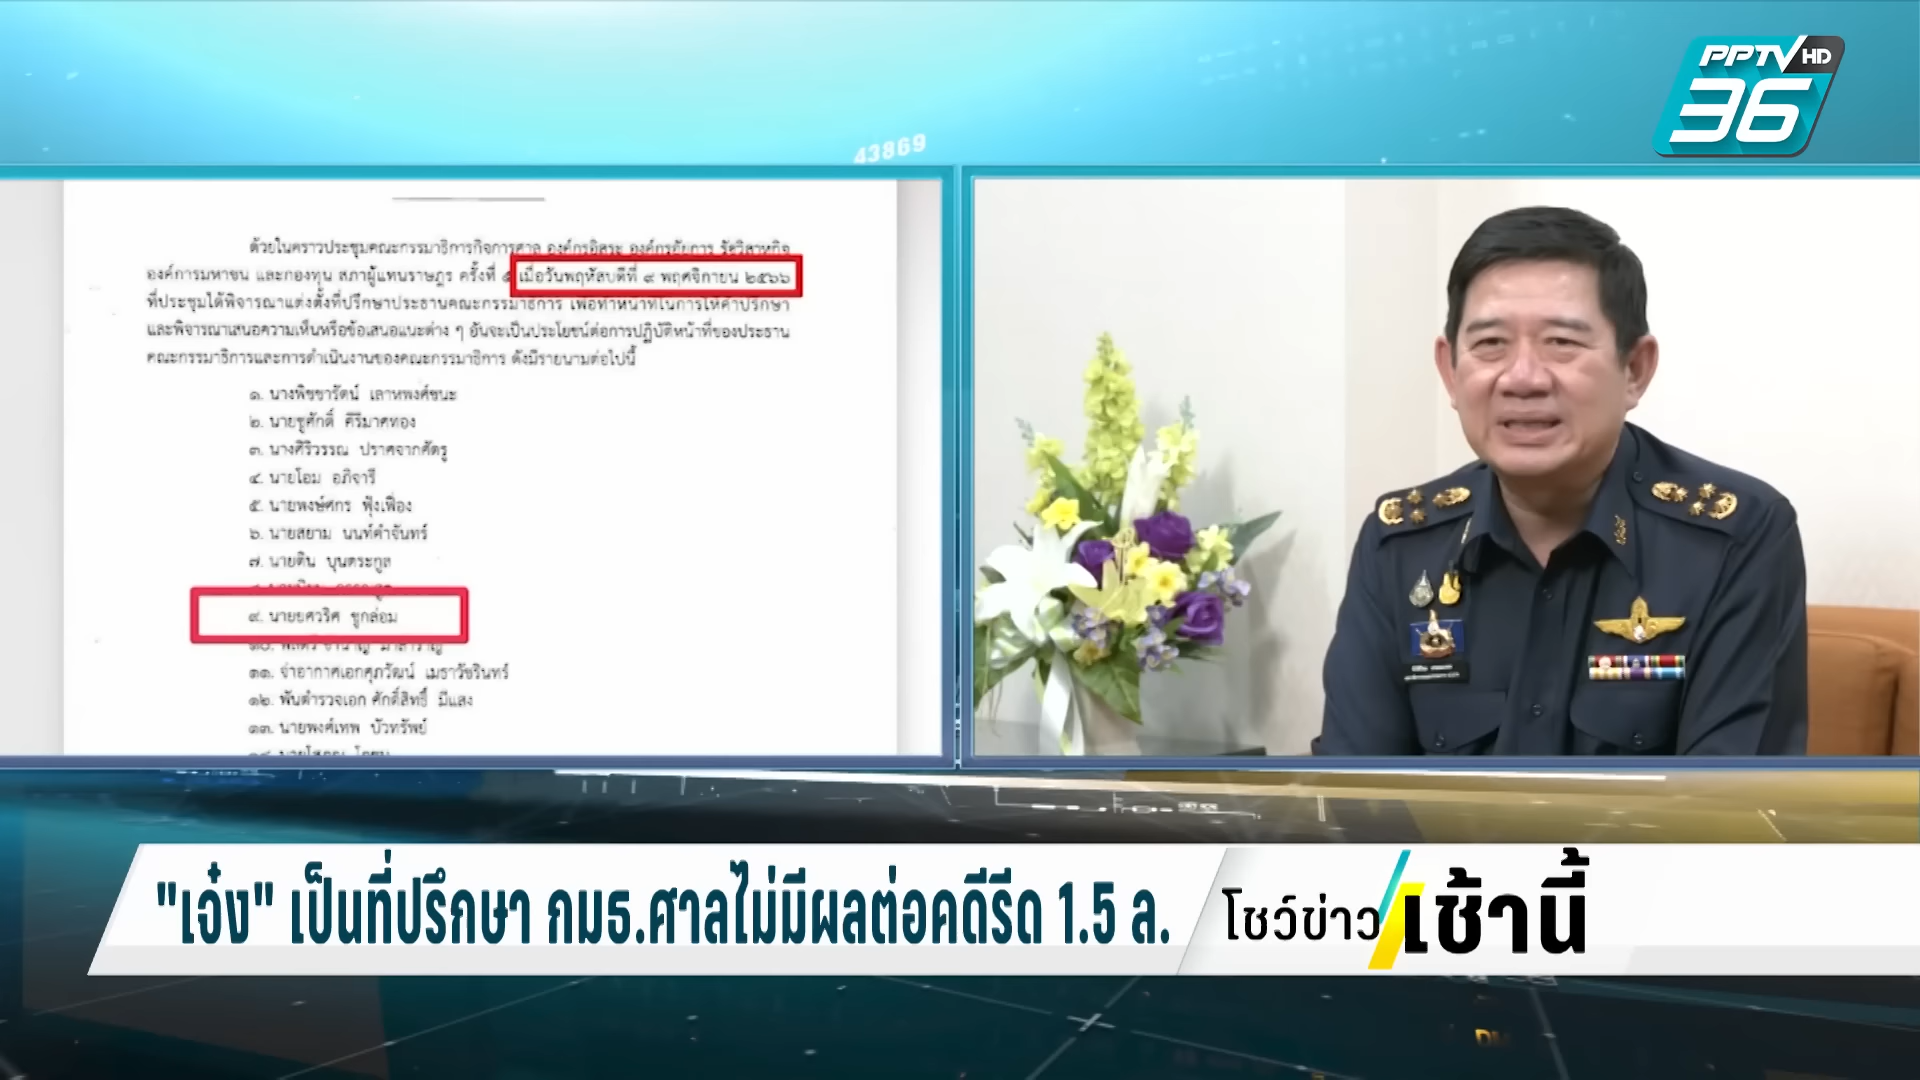 PPTV HD
36
43869
ด้วยในคราวประชุมคณะกรรมาธิการกิจการศาล องค์กรอิสระ องค์กรอัยการ รัฐวิสาหกิจ
องค์การมหาชน และกองทุน สภาผู้แทนราษฎร ครั้งที่ ๕ เมื่อวันพฤหัสบดีที่ ๙ พฤศจิกายน ๒๕๖๖
ที่ประชุมได้พิจารณาแต่งตั้งที่ปรึกษาประธานคณะกรรมาธิการ เพื่อทำหน้าที่ในการให้คำปรึกษา
และพิจารณาเสนอความเห็นหรือข้อเสนอแนะต่าง ๆ อันจะเป็นประโยชน์ต่อการปฏิบัติหน้าที่ของประธาน
คณะกรรมาธิการและการดำเนินงานของคณะกรรมาธิการ ดังมีรายนามต่อไปนี้
๑. นางพิชชารัตน์ เลาหพงศ์ชนะ
๒. นายชูศักดิ์ คีรีมาศทอง
๓. นางศิริวรรณ ปราศจากศัตรู
๔. นายโอม อภิจารี
๕. นายพงษ์ศกร ฟุ้งเฟื่อง
๖. นายสยาม นนท์คำจันทร์
๗. นายติน บุนตระกูล
๙. นายยศวริศ ชูกล่อม
๑๑. จ่าอากาศเอกศุภวัฒน์ เมธาวัชรินทร์
๑๒. พันตำรวจเอก ศักดิ์สิทธิ์ มีแสง
๑๓. นายพงศ์เทพ บัวทรัพย์
"เจ๋ง" เป็นที่ปรึกษา กมธ.ศาลไม่มีผลต่อคดีรีด 1.5 ล.
โชว์ข่าว เช้านี้